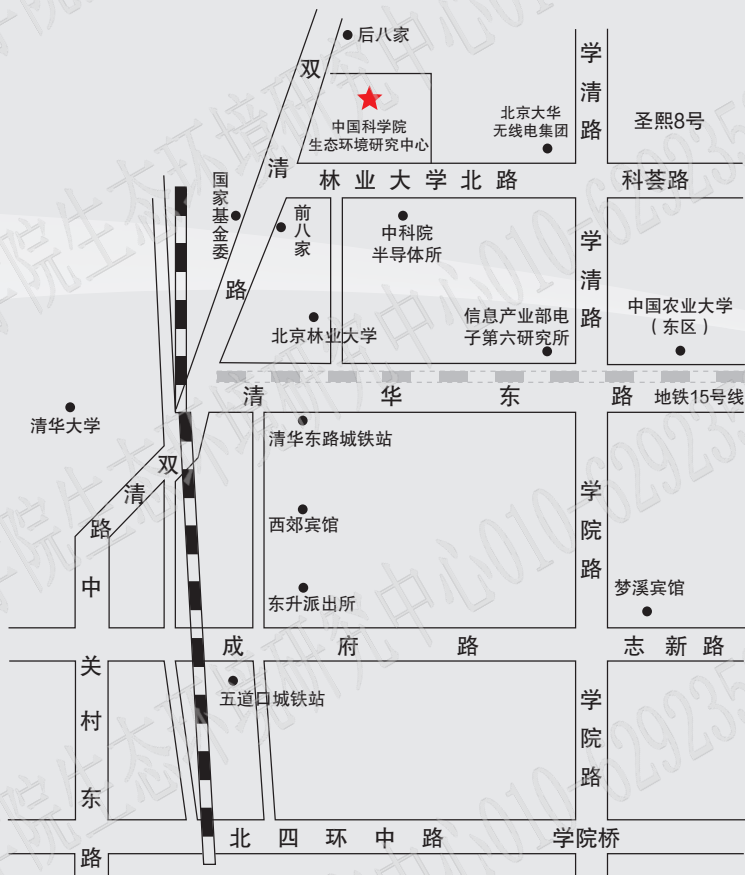 后八家
双清路
学清路
中国科学院
生态环境研究中心
北京大华
无线电集团
圣熙8号
林业大学北路
科荟路
国家基金委
前八家
中科院
半导体所
学清路
中国农业大学
（东区）
北京林业大学
信息产业部电
子第六研究所
清华东路
地铁15号线
清华大学
清华东路城铁站
双清路
西郊宾馆
学院路
东升派出所
梦溪宾馆
成府路
志新路
中关村东路
五道口城铁站
学院路
北四环中路
学院桥